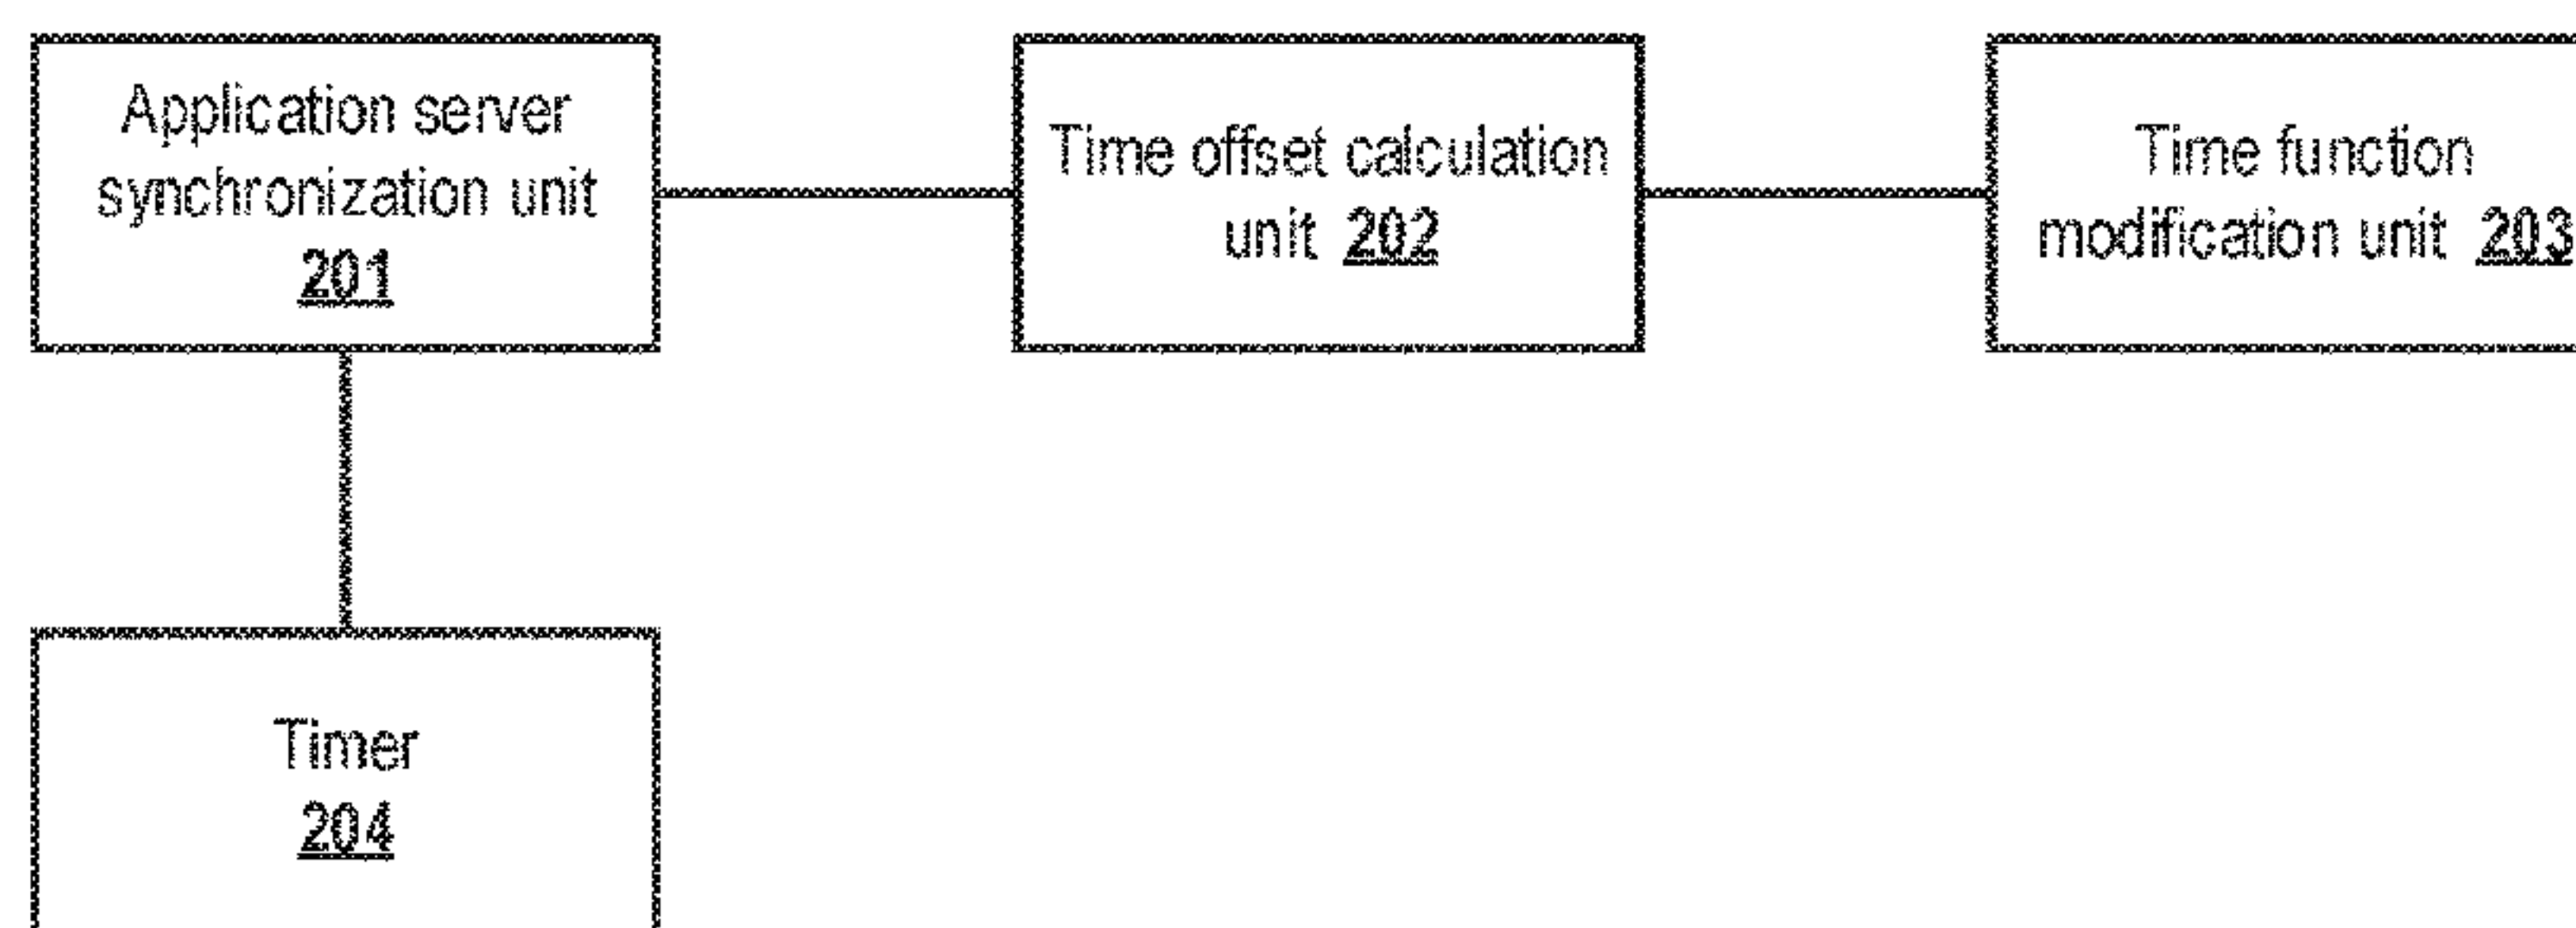 Application server
synchronization unit
201
Time offset calculation
unit 202
Time function
modification unit 203
Timer
204